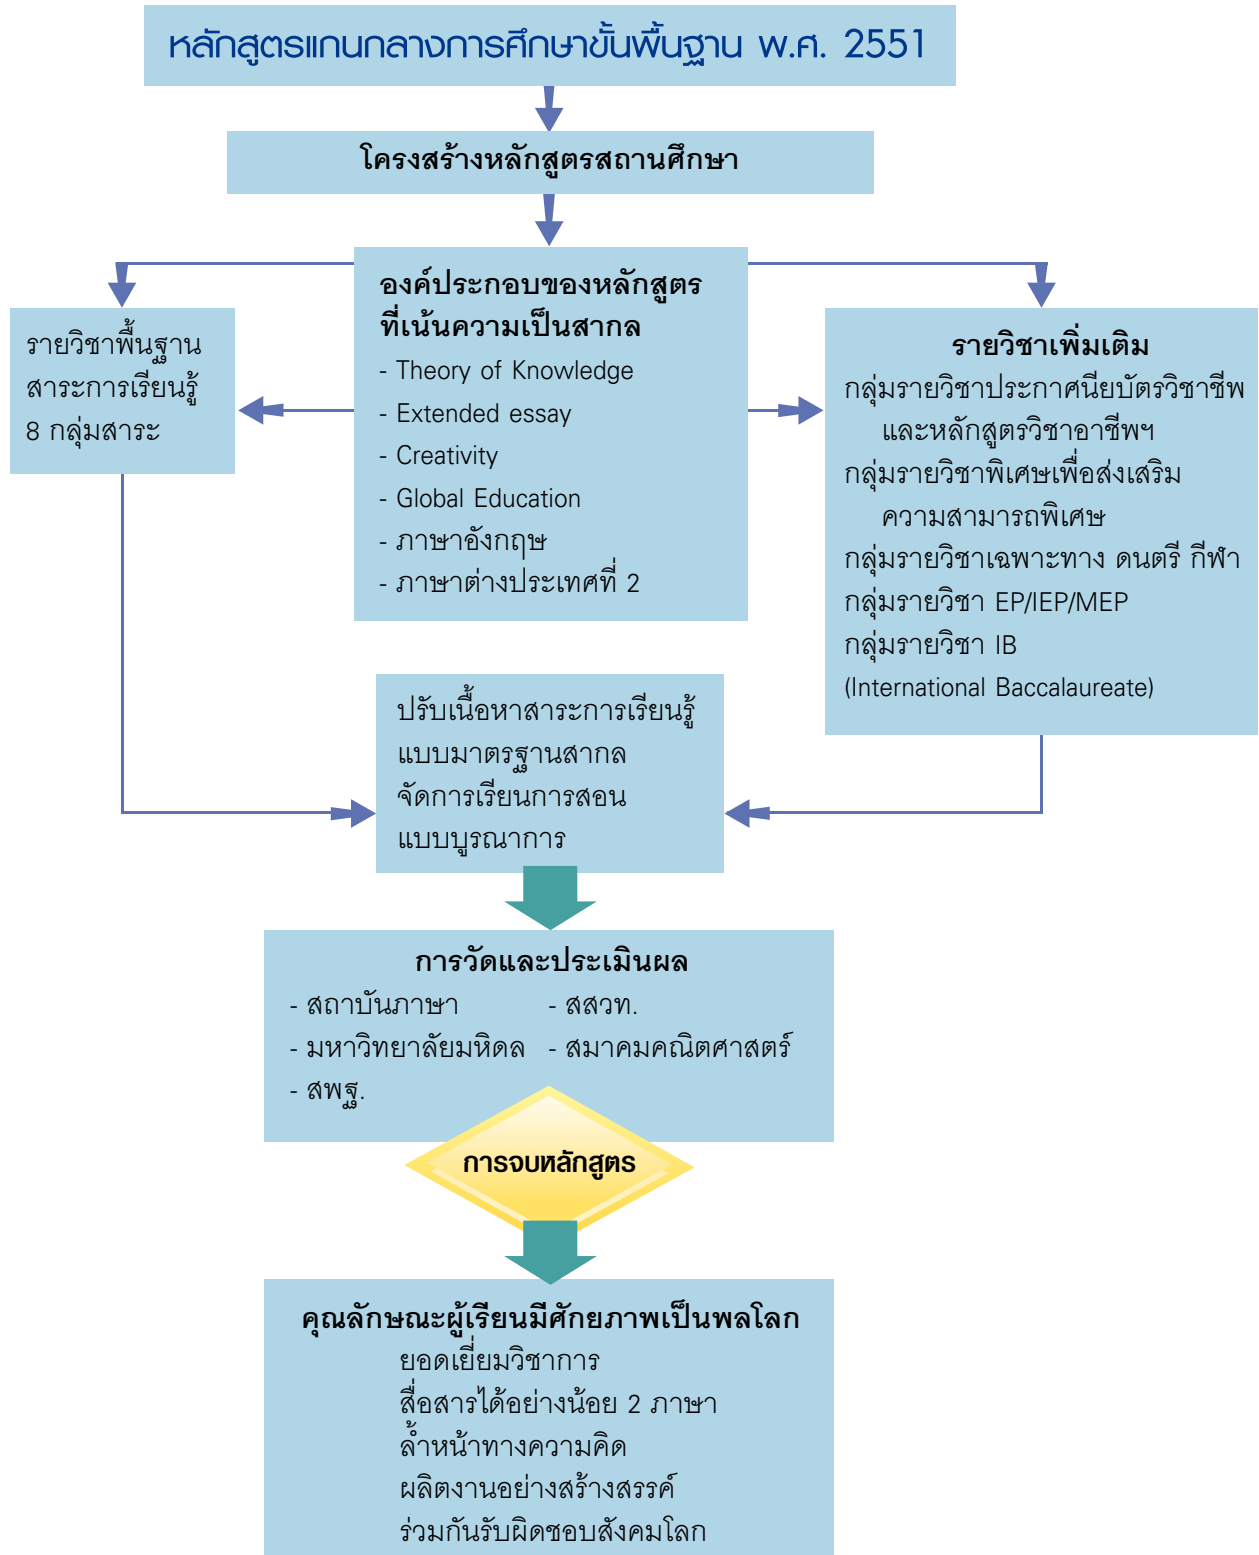 หลักสูตรแกนกลางการศึกษาขั้นพื้นฐาน พ.ศ. 2551
โครงสร้างหลักสูตรสถานศึกษา
รายวิชาพื้นฐาน
สาระการเรียนรู้
8 กลุ่มสาระ
องค์ประกอบของหลักสูตร
ที่เน้นความเป็นสากล
- Theory of Knowledge
- Extended essay
- Creativity
- Global Education
- ภาษาอังกฤษ
- ภาษาต่างประเทศที่ 2
รายวิชาเพิ่มเติม
กลุ่มรายวิชาประกาศนียบัตรวิชาชีพ
และหลักสูตรวิชาอาชีพฯ
กลุ่มรายวิชาพิเศษเพื่อส่งเสริม
ความสามารถพิเศษ
กลุ่มรายวิชาเฉพาะทาง ดนตรี กีฬา
กลุ่มรายวิชา EP/IEP/MEP
กลุ่มรายวิชา IB
(International Baccalaureate)
ปรับเนื้อหาสาระการเรียนรู้
แบบมาตรฐานสากล
จัดการเรียนการสอน
แบบบูรณาการ
การวัดและประเมินผล
- สถาบันภาษา - สสวท.
- มหาวิทยาลัยมหิดล - สมาคมคณิตศาสตร์
- สพฐ.
การจบหลักสูตร
คุณลักษณะผู้เรียนมีศักยภาพเป็นพลโลก
ยอดเยี่ยมวิชาการ
สื่อสารได้อย่างน้อย 2 ภาษา
ล้ำหน้าทางความคิด
ผลิตงานอย่างสร้างสรรค์
ร่วมกันรับผิดชอบสังคมโลก